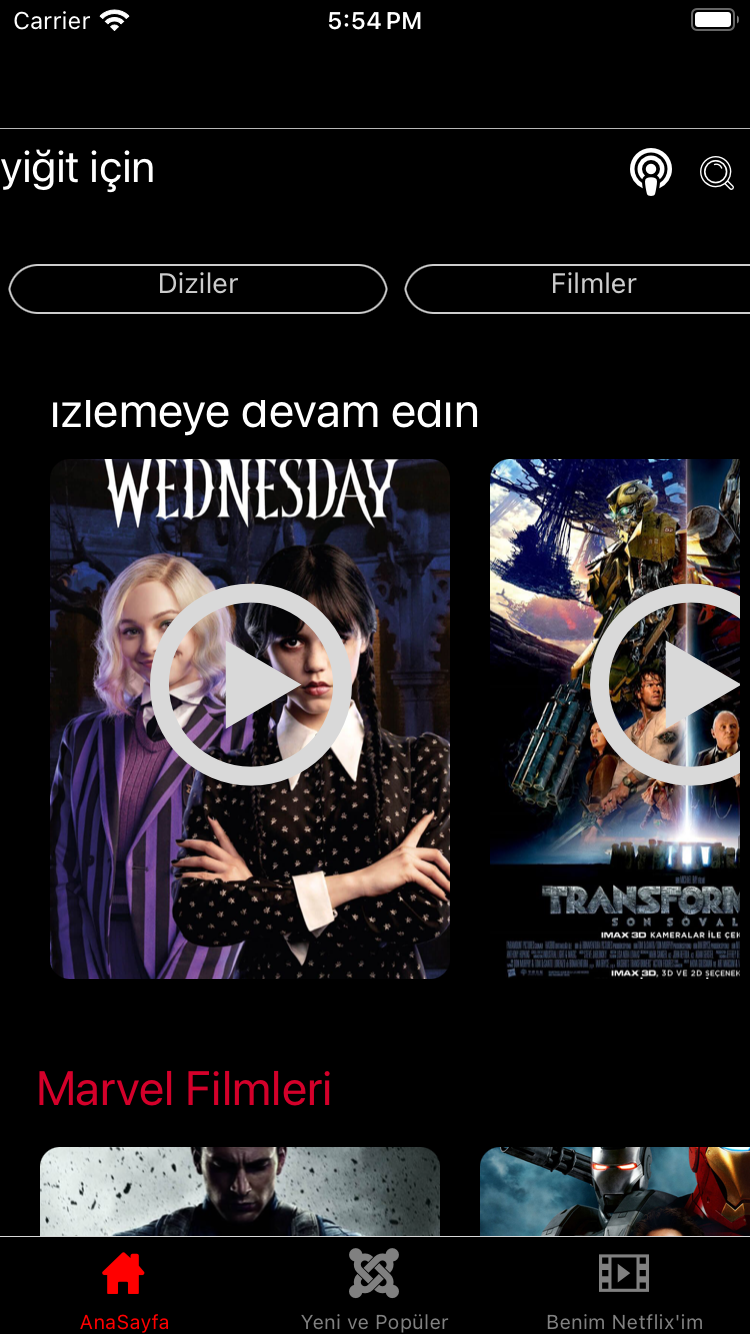 Carrier
5:54 PM
yiğit için
Diziler
Filmler
izlemeye devam edin
WEDNESDAY
TRANSFORM
SON ŞÖVAL
IMAX 3D KAMERALAR İLE ÇEK
IMAX 3D, 3D VE 2D SEÇENEK
Marvel Filmleri
AnaSayfa
Yeni ve Popüler
Benim Netflix'im